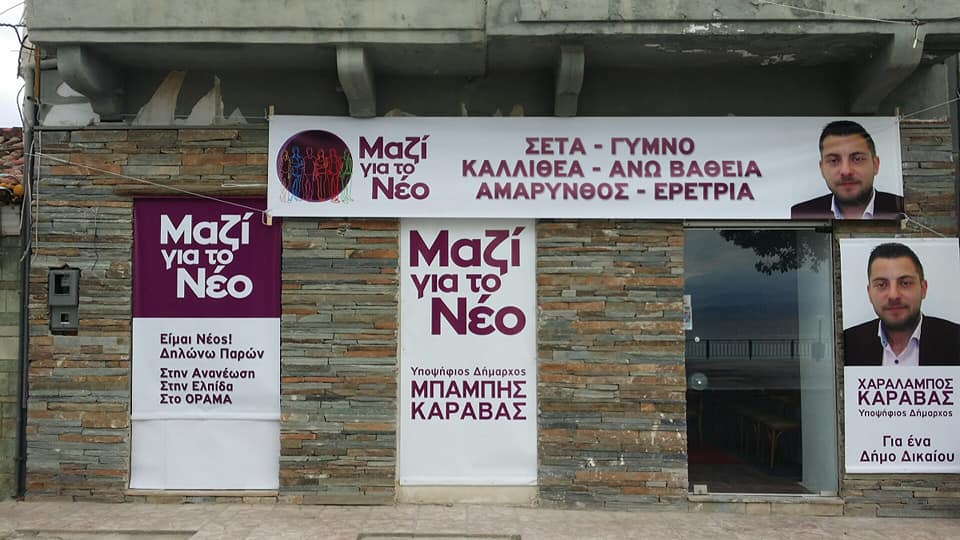 Μαζί
για το
Νέο
ΣΕΤΑ - ΓΥΜΝΟ
ΚΑΛΛΙΘΕΑ - ΑΝΩ ΒΑΘΕΙΑ
ΑΜΑΡΥΝΘΟΣ - ΕΡΕΤΡΙΑ
Μαζί
για το
Νέο
Είμαι Νέος!
Δηλώνω Παρών
Στην Ανανέωση
Στην Ελπίδα
Στο ΟΡΑΜΑ
Μαζί
για το
Νέο
Υποψήφιος Δήμαρχος
ΜΠΑΜΠΗΣ
ΚΑΡΑΒΑΣ
ΧΑΡΑΛΑΜΠΟΣ
ΚΑΡΑΒΑΣ
Υποψήφιος Δήμαρχος
Για ένα
Δήμο Δικαίου